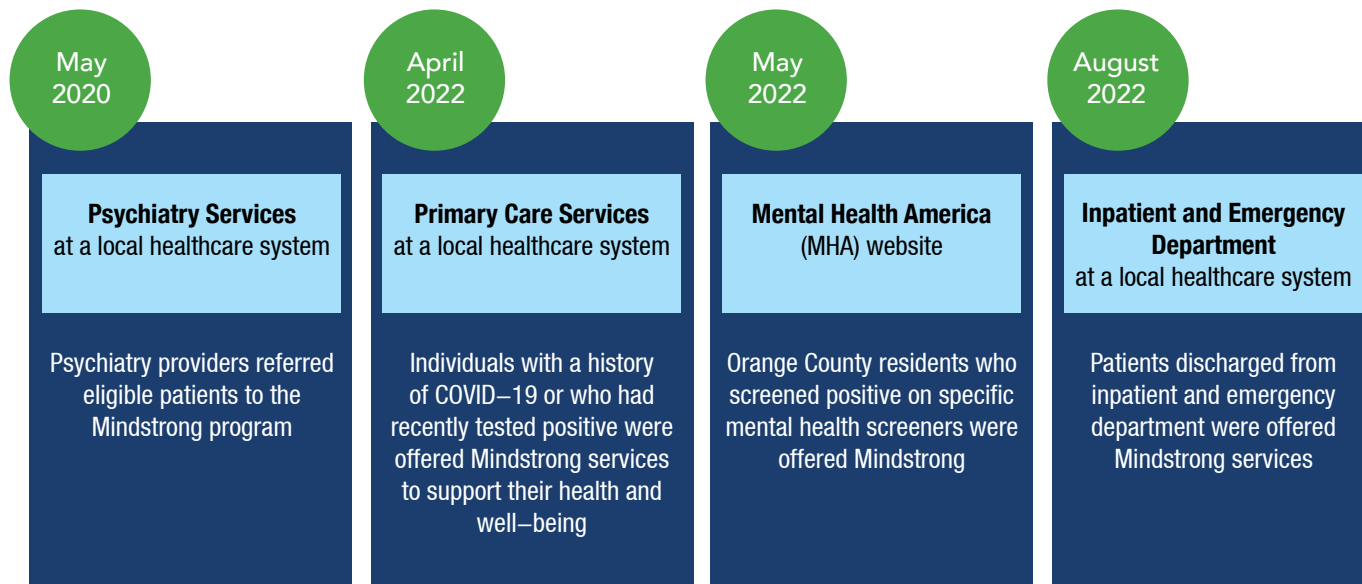 May
2020
Psychiatry Services
at a local healthcare system
Psychiatry providers referred
eligible patients to the
Mindstrong program
April
2022
Primary Care Services
at a local healthcare system
Individuals with a history
of COVID–19 or who had
recently tested positive were
offered Mindstrong services
to support their health and
well–being
May
2022
Mental Health America
(MHA) website
Orange County residents who
screened positive on specific
mental health screeners were
offered Mindstrong
August
2022
Inpatient and Emergency
Department
at a local healthcare system
Patients discharged from
inpatient and emergency
department were offered
Mindstrong services